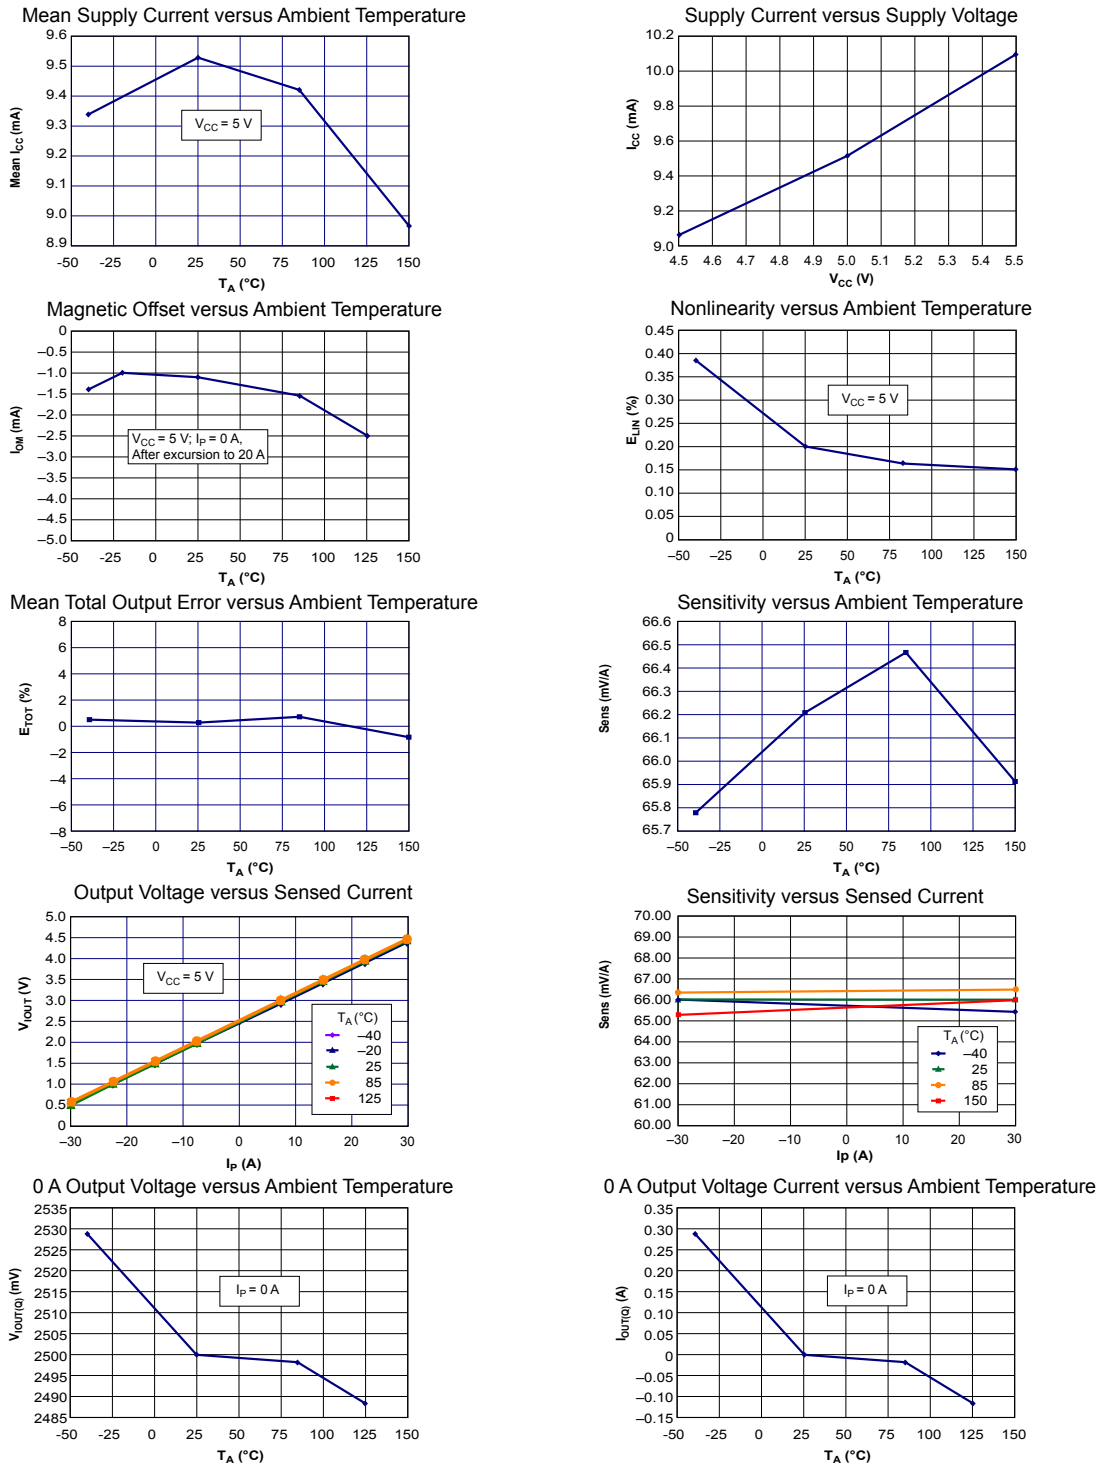 Mean Supply Current versus Ambient Temperature
9.6
9.5
9.4
9.3
9.2
9.1
9.0
8.9
Mean I_CC (mA)
V_CC = 5 V
-50 -25 0 25 50 75 100 125 150
T_A (°C)
Supply Current versus Supply Voltage
10.2
10.0
9.8
9.6
9.4
9.2
9.0
I_CC (mA)
4.5 4.6 4.7 4.8 4.9 5.0 5.1 5.2 5.3 5.4 5.5
V_CC (V)
Magnetic Offset versus Ambient Temperature
0
–0.5
–1.0
–1.5
–2.0
–2.5
–3.0
–3.5
–4.0
–4.5
–5.0
I_OM (mA)
V_CC = 5 V; I_P = 0 A,
After excursion to 20 A
-50 -25 0 25 50 75 100 125 150
T_A (°C)
Nonlinearity versus Ambient Temperature
0.45
0.40
0.35
0.30
0.25
0.20
0.15
0.10
0.05
0
E_LIN (%)
V_CC = 5 V
–50 –25 0 25 50 75 100 125 150
T_A (°C)
Mean Total Output Error versus Ambient Temperature
8
6
4
2
0
–2
–4
–6
–8
E_TOT (%)
–50 –25 0 25 50 75 100 125 150
T_A (°C)
Sensitivity versus Ambient Temperature
66.6
66.5
66.4
66.3
66.2
66.1
66.0
65.9
65.8
65.7
Sens (mV/A)
–50 –25 0 25 50 75 100 125 150
T_A (°C)
Output Voltage versus Sensed Current
5.0
4.5
4.0
3.5
3.0
2.5
2.0
1.5
1.0
0.5
0
V_IOUT (V)
V_CC = 5 V
T_A (°C)
–40
–20
25
85
125
–30 –20 –10 0 10 20 30
I_P (A)
Sensitivity versus Sensed Current
70.00
69.00
68.00
67.00
66.00
65.00
64.00
63.00
62.00
61.00
60.00
Sens (mV/A)
T_A (°C)
–40
25
85
150
–30 –20 –10 0 10 20 30
Ip (A)
0 A Output Voltage versus Ambient Temperature
2535
2530
2525
2520
2515
2510
2505
2500
2495
2490
2485
V_IOUT(Q) (mV)
I_P = 0 A
-50 -25 0 25 50 75 100 125 150
T_A (°C)
0 A Output Voltage Current versus Ambient Temperature
0.35
0.30
0.25
0.20
0.15
0.10
0.05
0
–0.05
–0.10
–0.15
I_OUT(Q) (A)
I_P = 0 A
-50 -25 0 25 50 75 100 125 150
T_A (°C)